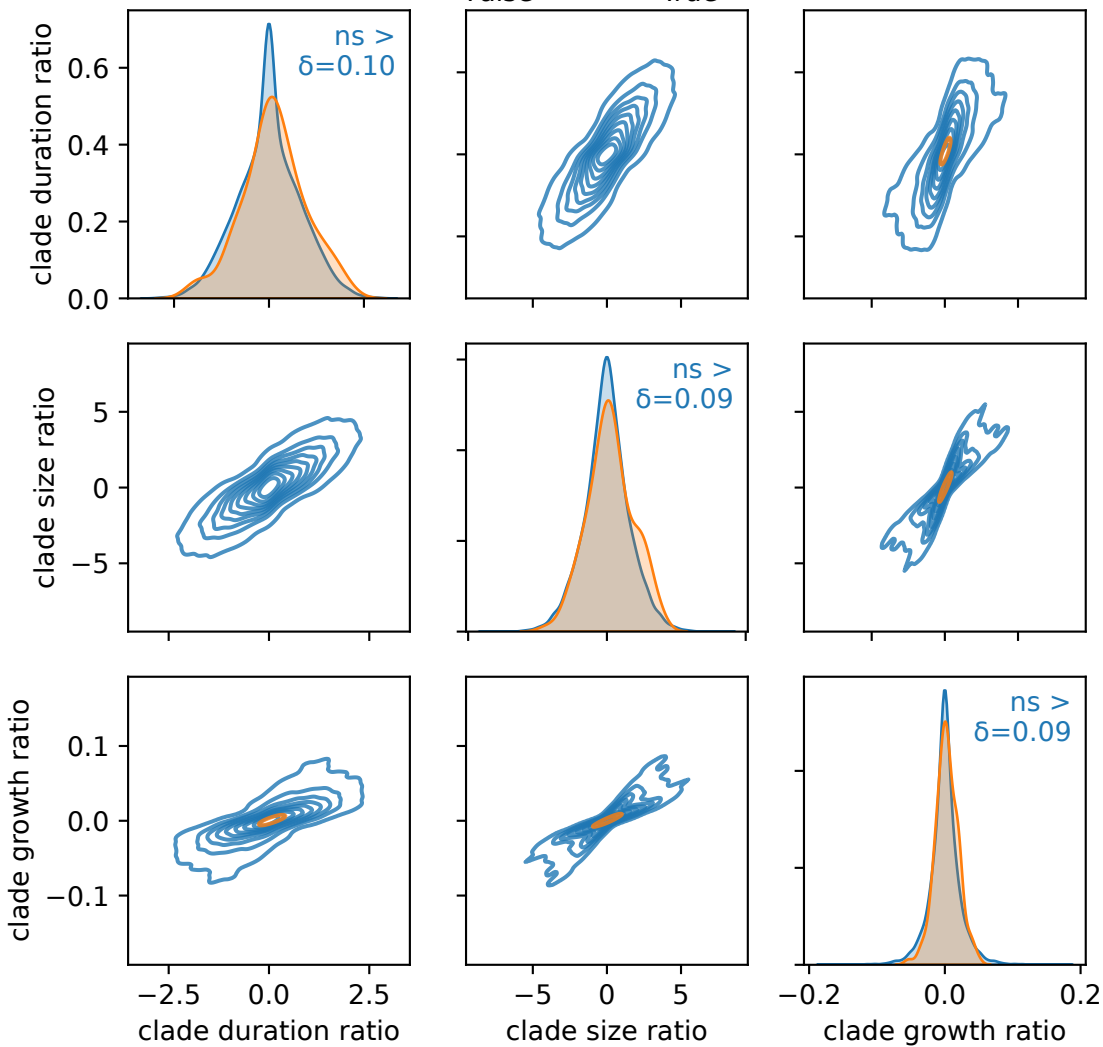 clade duration ratio
0.6
0.4
0.2
0.0
ns >
δ=0.10
clade size ratio
5
0
−5
ns >
δ=0.09
clade growth ratio
0.1
0.0
−0.1
ns >
δ=0.09
−2.5 0.0 2.5
−5 0 5
−0.2 0.0 0.2
clade duration ratio
clade size ratio
clade growth ratio